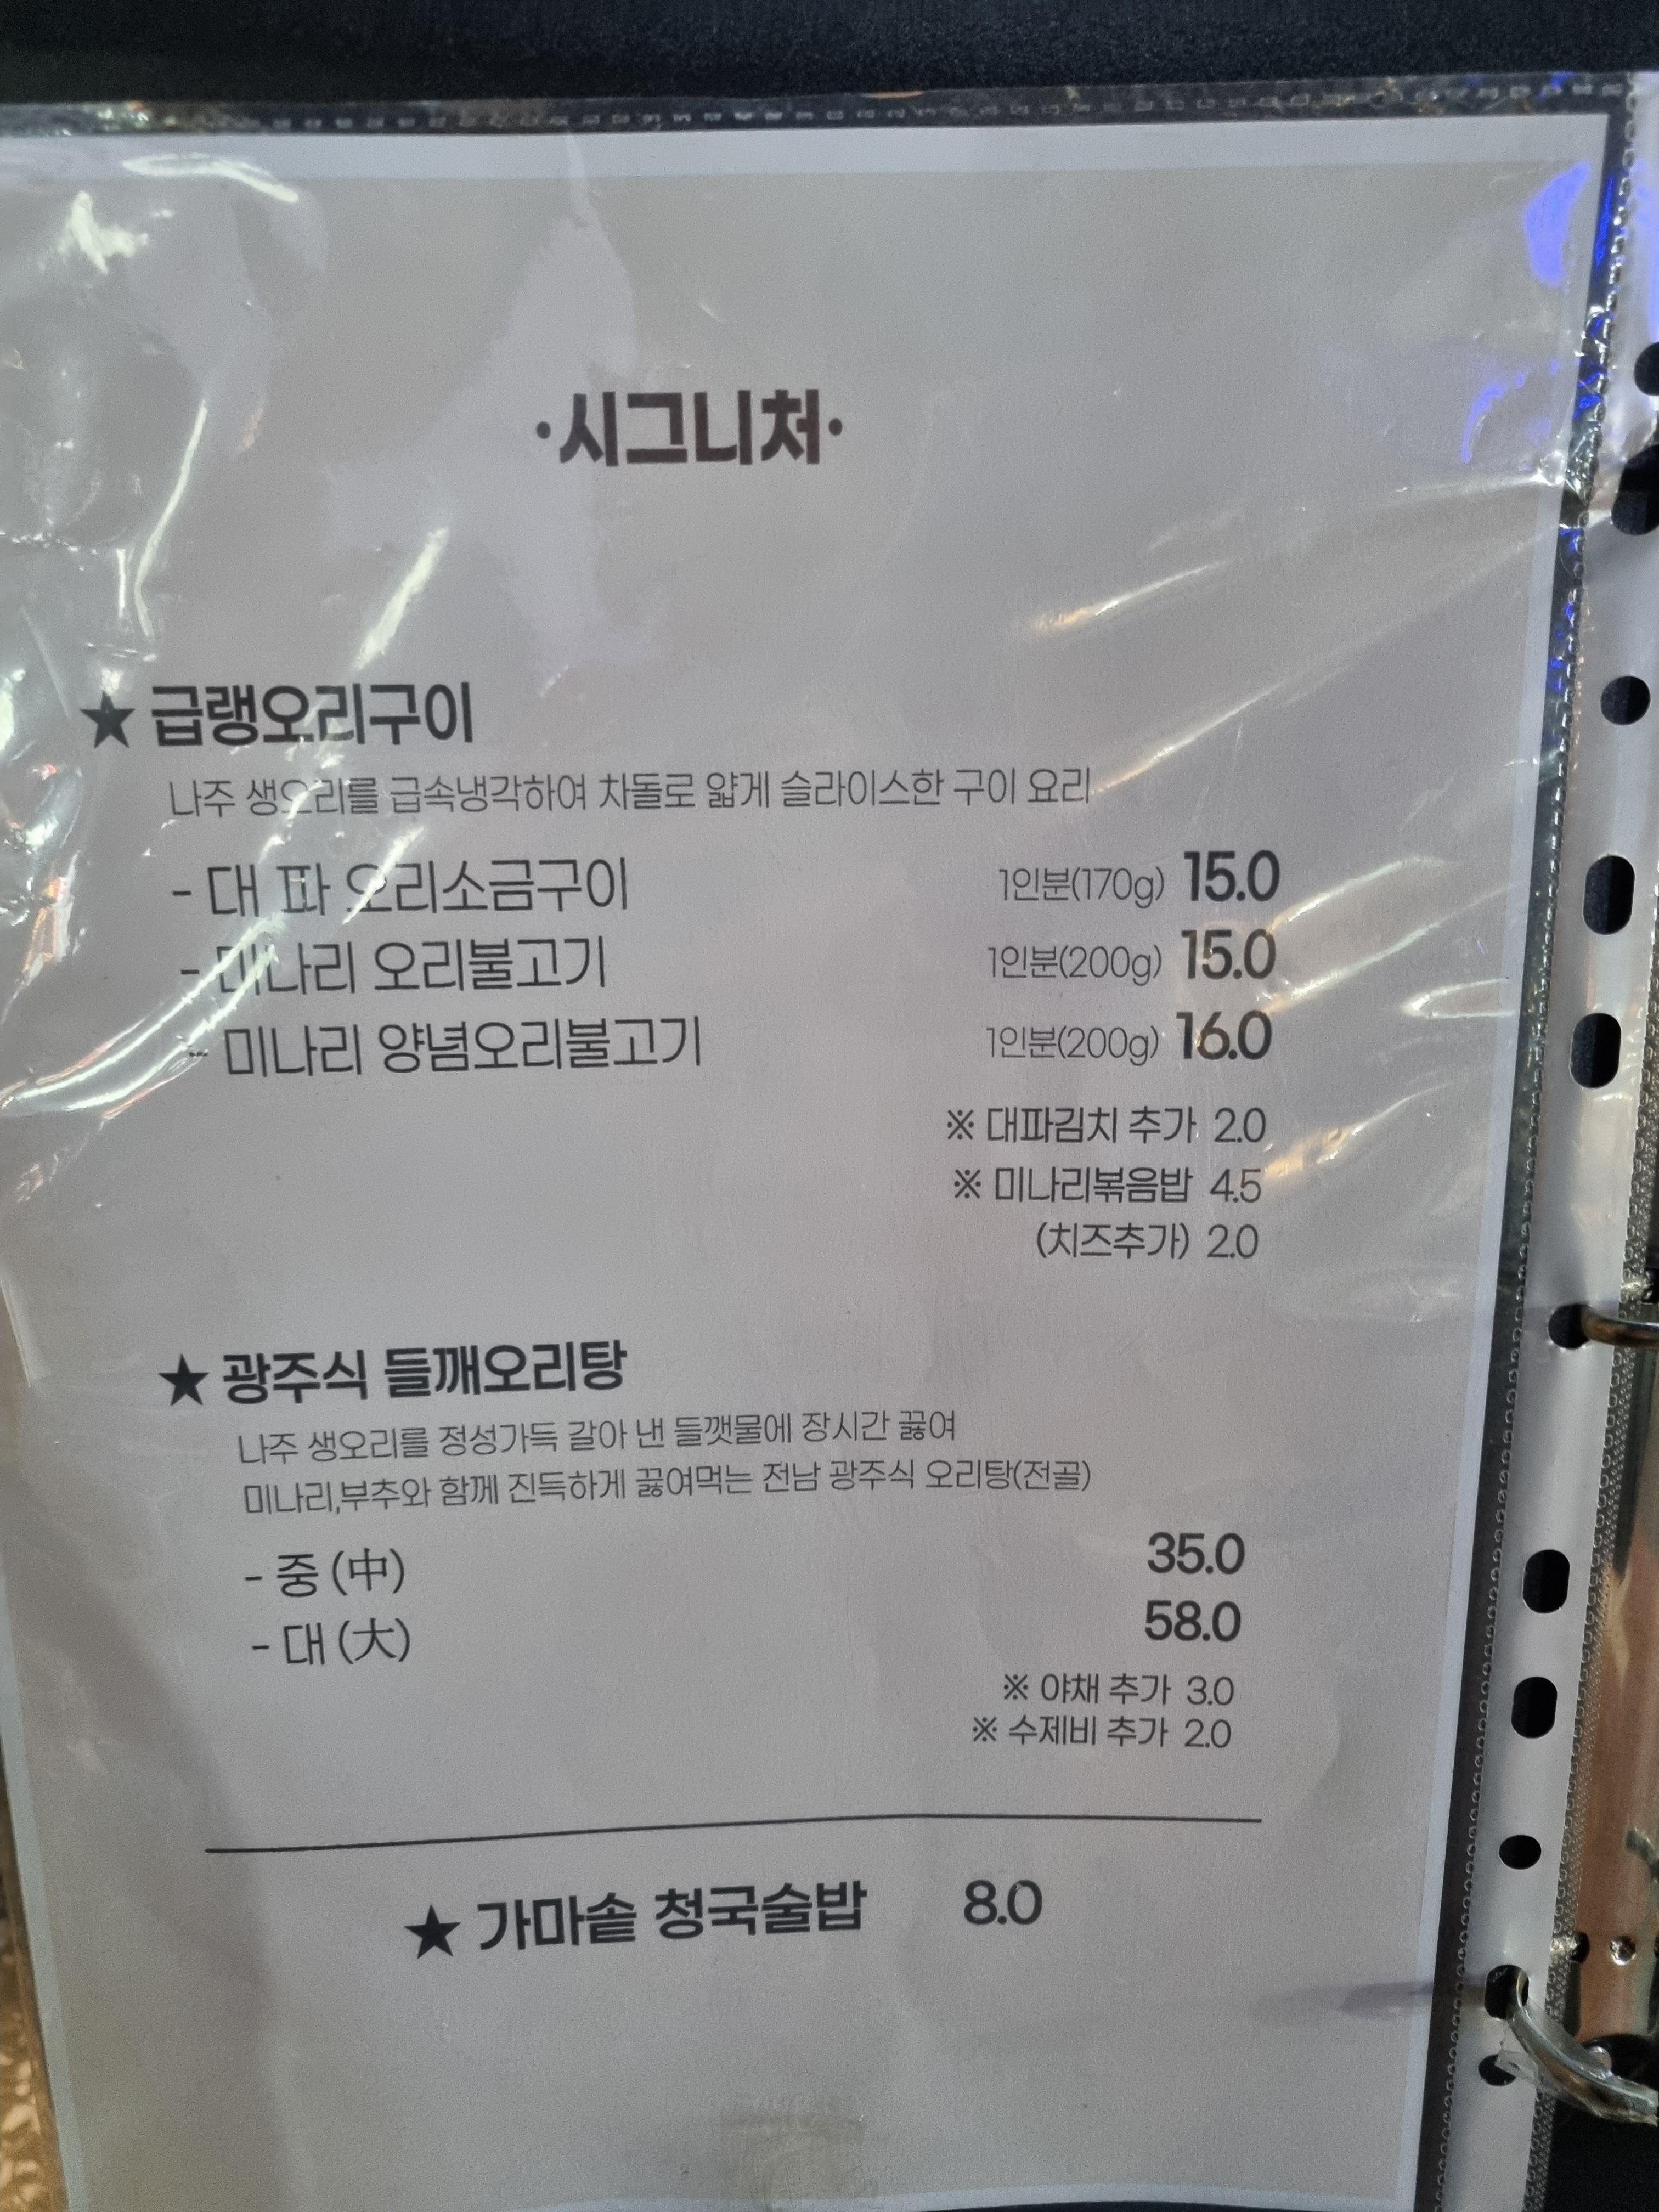 ·시그니처·
★ 급랭오리구이
나주 생오리를 급속냉각하여 차돌로 얇게 슬라이스한 구이 요리
- 대 파 오리소금구이 1인분(170g) 15.0
- 미나리 오리불고기 1인분(200g) 15.0
- 미나리 양념오리불고기 1인분(200g) 16.0
※ 대파김치 추가 2.0
※ 미나리볶음밥 4.5
(치즈추가) 2.0
★ 광주식 들깨오리탕
나주 생오리를 정성가득 갈아 낸 들깻물에 장시간 끓여
미나리,부추와 함께 진득하게 끓여먹는 전남 광주식 오리탕(전골)
- 중 (中) 35.0
- 대 (大) 58.0
※ 야채 추가 3.0
※ 수제비 추가 2.0
★ 가마솥 청국술밥 8.0